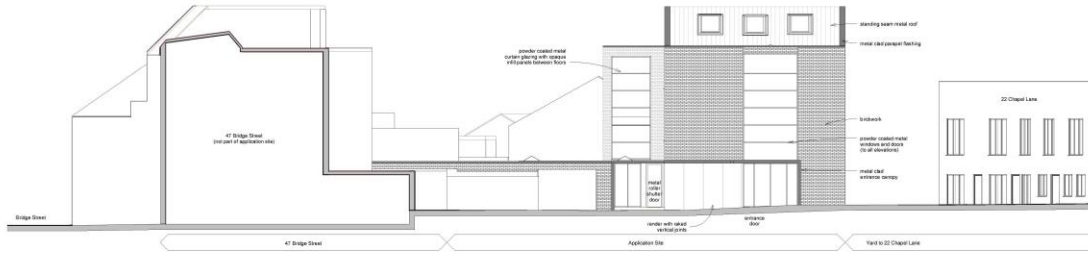 standing seam metal roof
metal clad parapet flashing
powder coated metal
curtain glazing with opaque
infill panels between floors
22 Chapel Lane
brickwork
47 Bridge Street
(not part of application site)
powder coated metal
windows and doors
(to all elevations)
metal clad
entrance canopy
metal
roller
shutter
door
Bridge Street
render with raked
vertical joints
entrance
door
47 Bridge Street
Application Site
Yard to 22 Chapel Lane